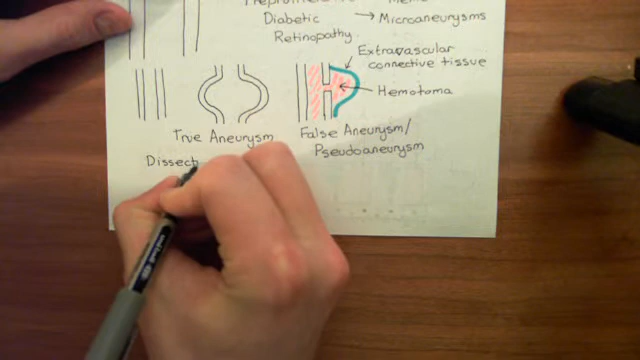 Diabetic
→ Microaneurysms
Retinopathy
Extravascular
connective tissue
Hematoma
True Aneurysm
False Aneurysm/
Pseudoaneurysm
Dissect